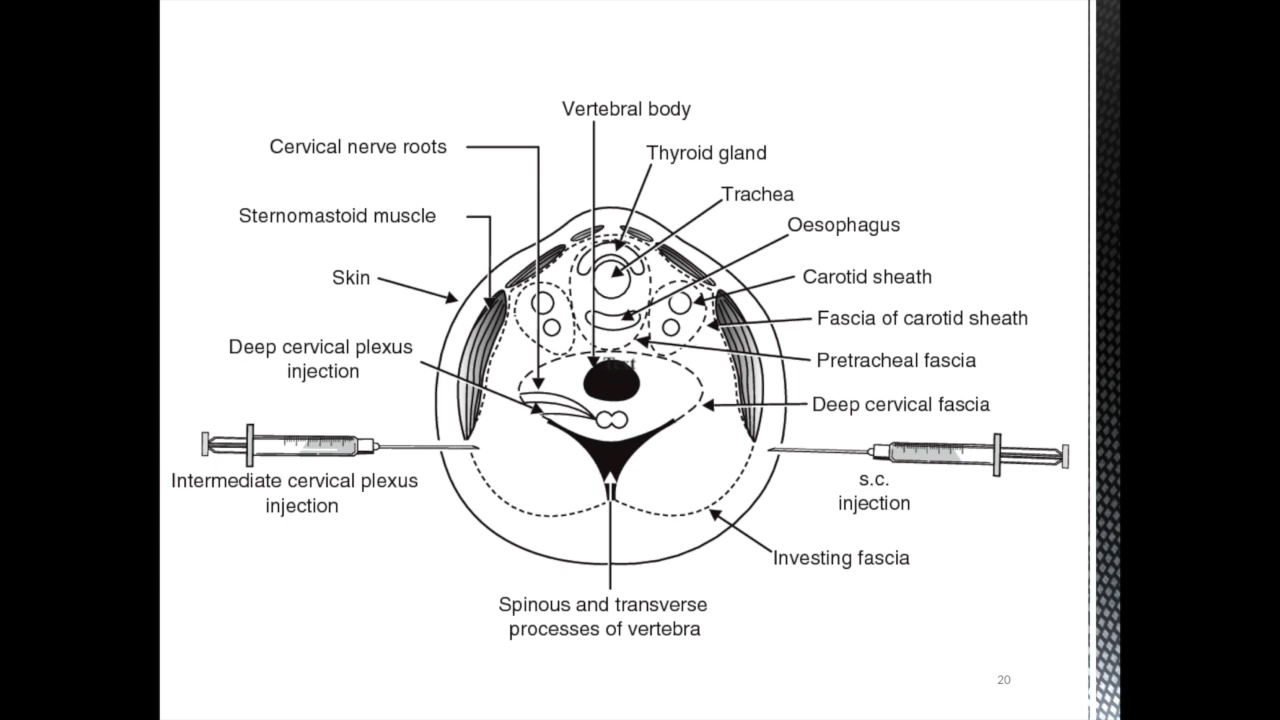 Vertebral body
Cervical nerve roots
Thyroid gland
Trachea
Sternomastoid muscle
Oesophagus
Skin
Carotid sheath
Fascia of carotid sheath
Deep cervical plexus
injection
Pretracheal fascia
Text
Deep cervical fascia
Intermediate cervical plexus
injection
s.c.
injection
Investing fascia
Spinous and transverse
processes of vertebra
20